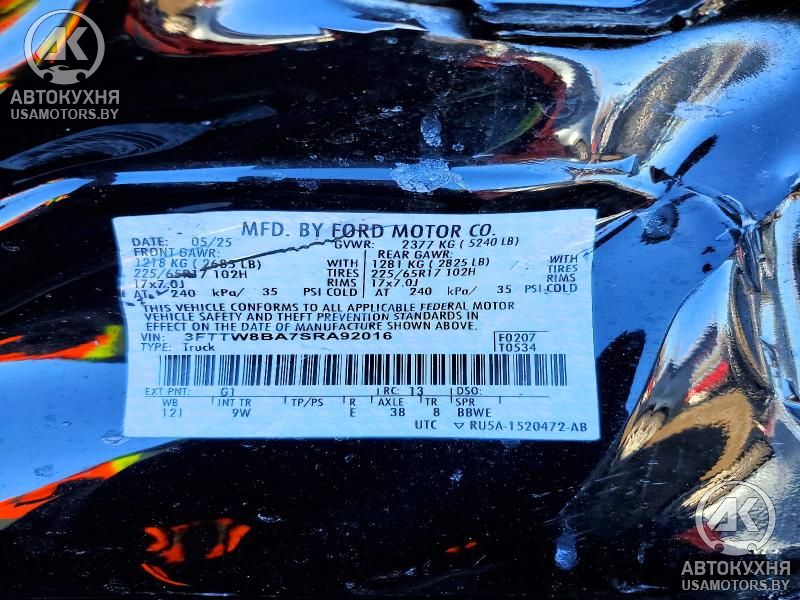 АК
АВТОКУХНЯ
USAMOTORS.BY
MFD. BY FORD MOTOR CO.
DATE: 05/25 GVWR: 2377 KG ( 5240 LB)
FRONT GAWR: REAR GAWR:
1218 KG ( 2685 LB) WITH 1281 KG ( 2825 LB) WITH
225/65R17 102H TIRES 225/65R17 102H TIRES
17x7.0J RIMS 17x7.0J RIMS
AT 240 kPa/ 35 PSI COLD AT 240 kPa/ 35 PSI COLD
THIS VEHICLE CONFORMS TO ALL APPLICABLE FEDERAL MOTOR
VEHICLE SAFETY AND THEFT PREVENTION STANDARDS IN
EFFECT ON THE DATE OF MANUFACTURE SHOWN ABOVE.
VIN: 3FTTW8BA7SRA92016 F0207
TYPE: Truck T0534
EXT PNT: G1 RC: 13 DSO:
WB INT TR TP/PS R AXLE TR SPR
121 9W E 38 8 BBWE
UTC ▽ RU5A-1520472-AB
АК
АВТОКУХНЯ
USAMOTORS.BY